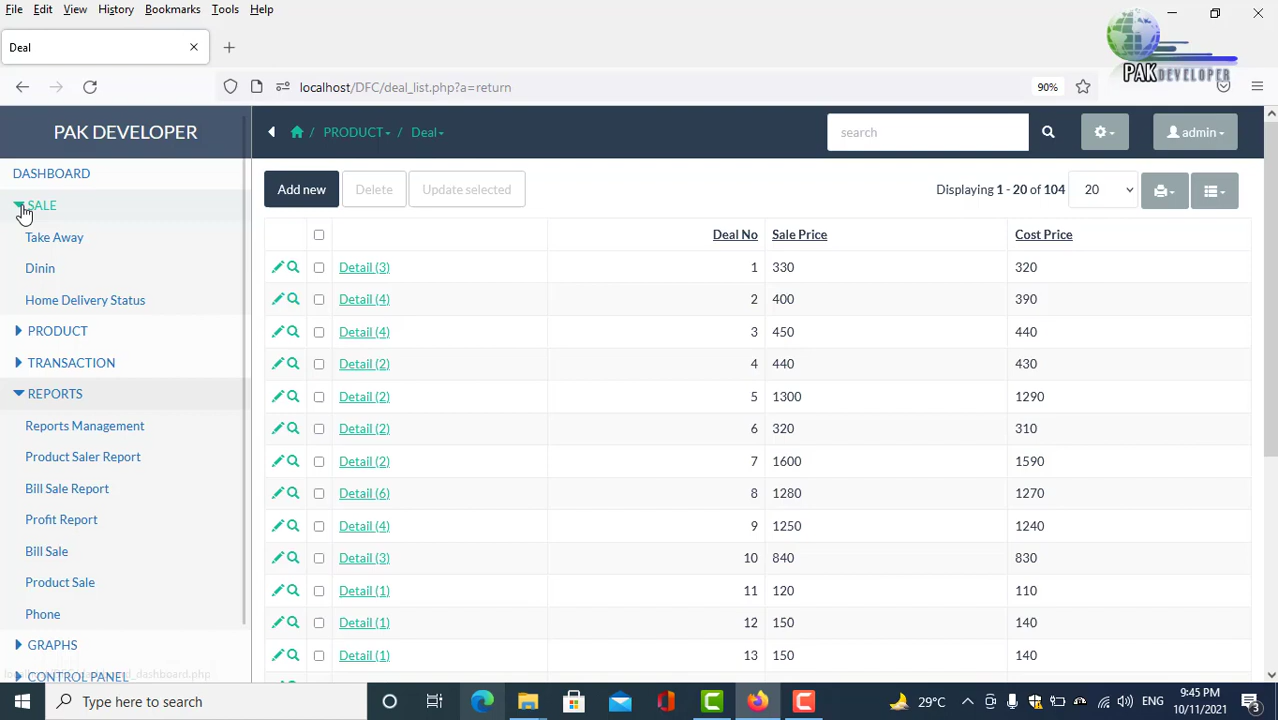 File Edit View History Bookmarks Tools Help
Deal
localhost/DFC/deal_list.php?a=return
90%
PAK DEVELOPER
PAK DEVELOPER
PRODUCT / Deal
search
admin
DASHBOARD
SALE
Take Away
Dinin
Home Delivery Status
PRODUCT
TRANSACTION
REPORTS
Reports Management
Product Saler Report
Bill Sale Report
Profit Report
Bill Sale
Product Sale
Phone
GRAPHS
CONTROL PANEL
Add new Delete Update selected
Displaying 1 - 20 of 104 20
Deal No Sale Price Cost Price
Detail (3) 1 330 320
Detail (4) 2 400 390
Detail (4) 3 450 440
Detail (2) 4 440 430
Detail (2) 5 1300 1290
Detail (2) 6 320 310
Detail (2) 7 1600 1590
Detail (6) 8 1280 1270
Detail (4) 9 1250 1240
Detail (3) 10 840 830
Detail (1) 11 120 110
Detail (1) 12 150 140
Detail (1) 13 150 140
Type here to search
29°C
ENG
9:45 PM
10/11/2021
3